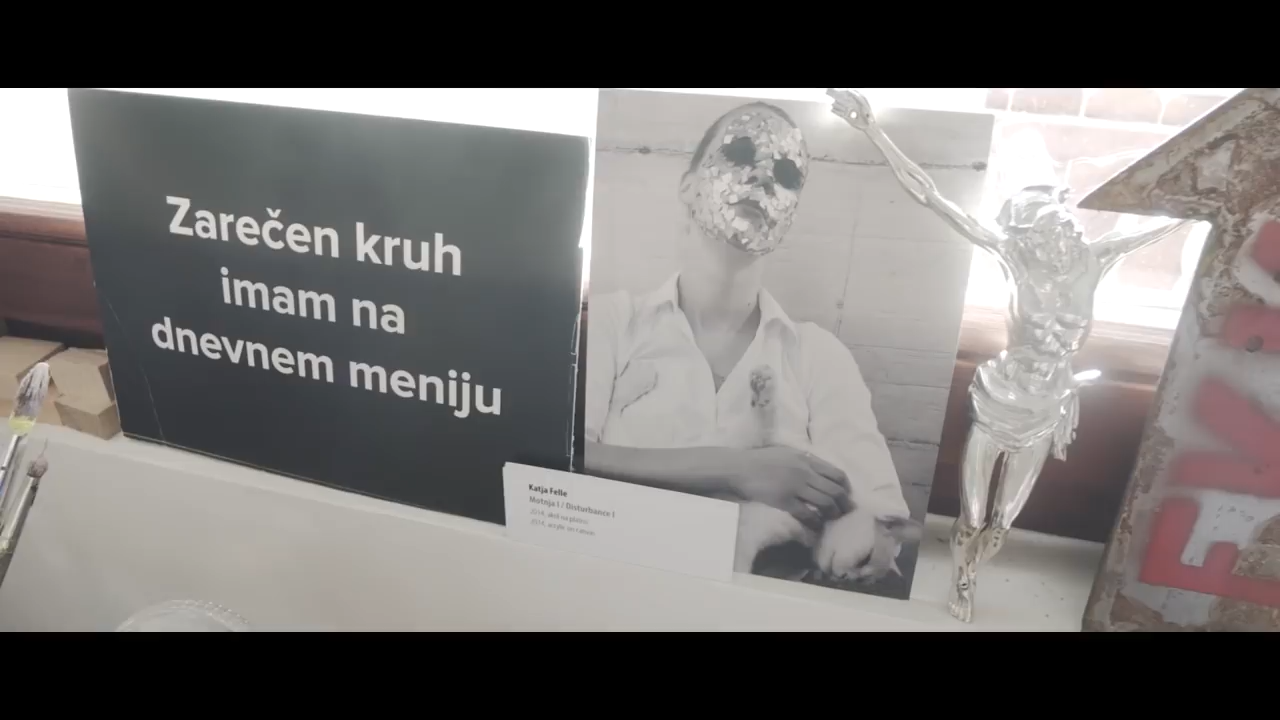 Zarečen kruh
imam na
dnevnem meniju
Katja Felle
Motnja I / Disturbance I
2014, akril na platno
2014, acrylic on canvas